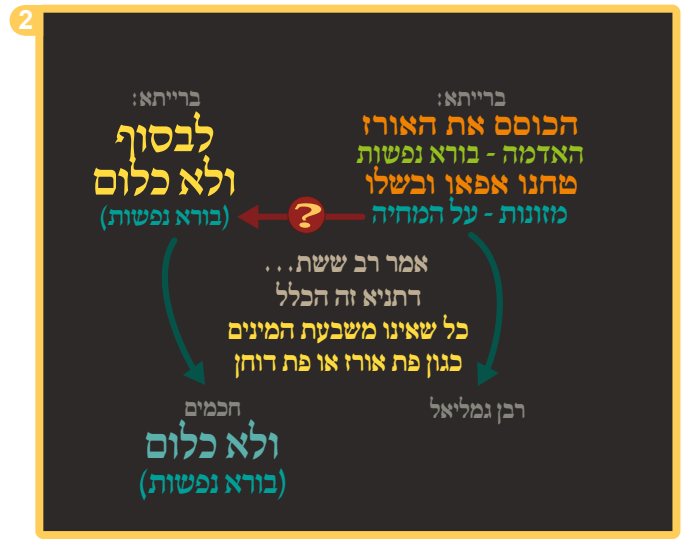 2
ברייתא:
הכוסס את האורז
האדמה - בורא נפשות
טחנו אפאו ובשלו
מזונות - על המחיה
?
ברייתא:
לבסוף
ולא כלום
(בורא נפשות)
אמר רב ששת...
דתניא זה הכלל
כל שאינו משבעת המינים
כגון פת אורז או פת דוחן
רבן גמליאל
חכמים
ולא כלום
(בורא נפשות)